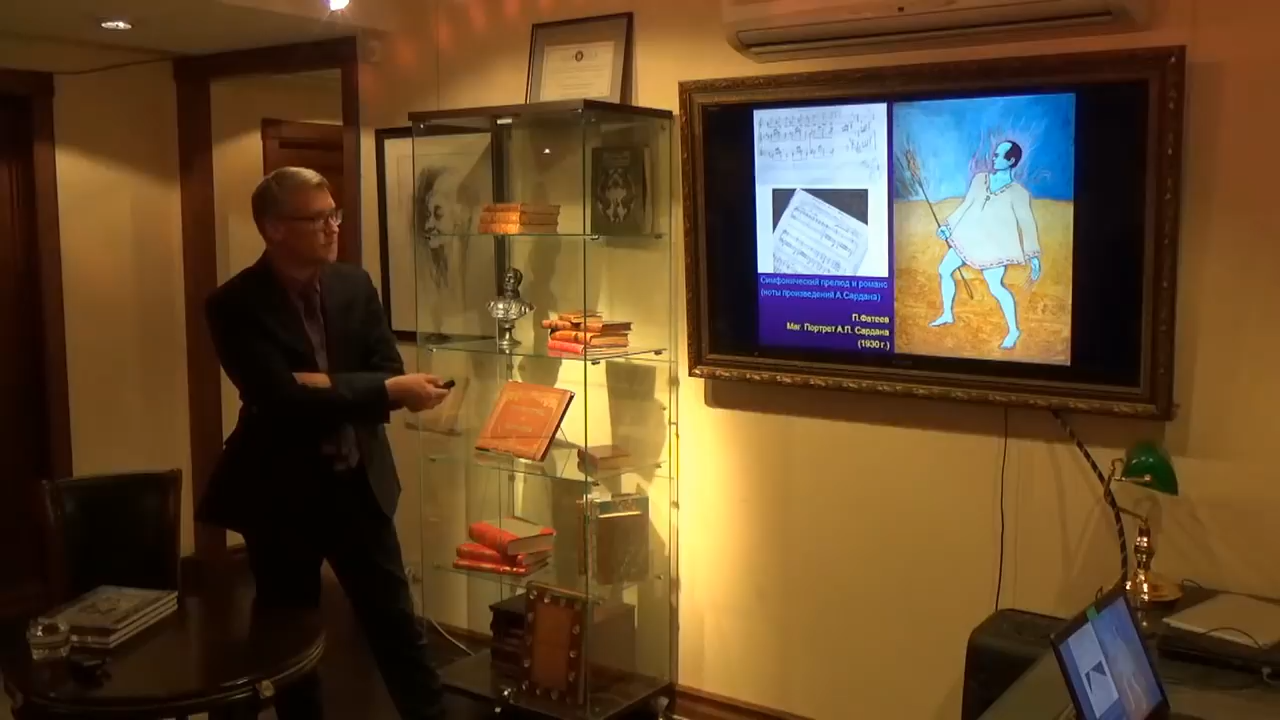 Симфонический прелюд и романс
(ноты произведений А.Сардана)
П.Фатеев
Маг. Портрет А.П. Сардана
(1930 г.)